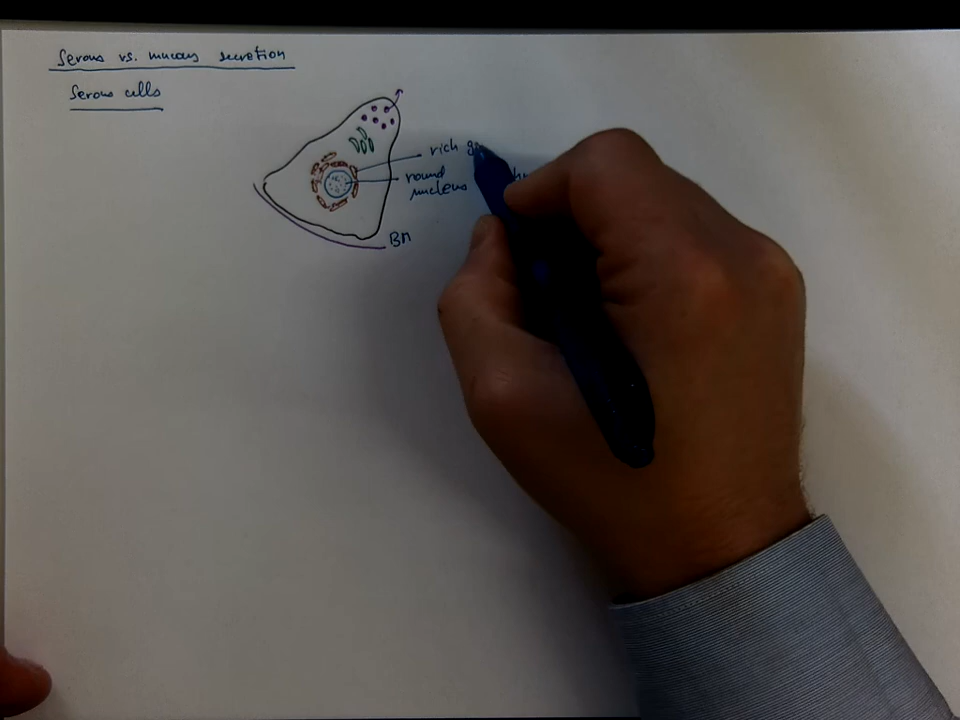 Serous vs. mucous secretion
Serous cells
rich
round
nucleus
BM